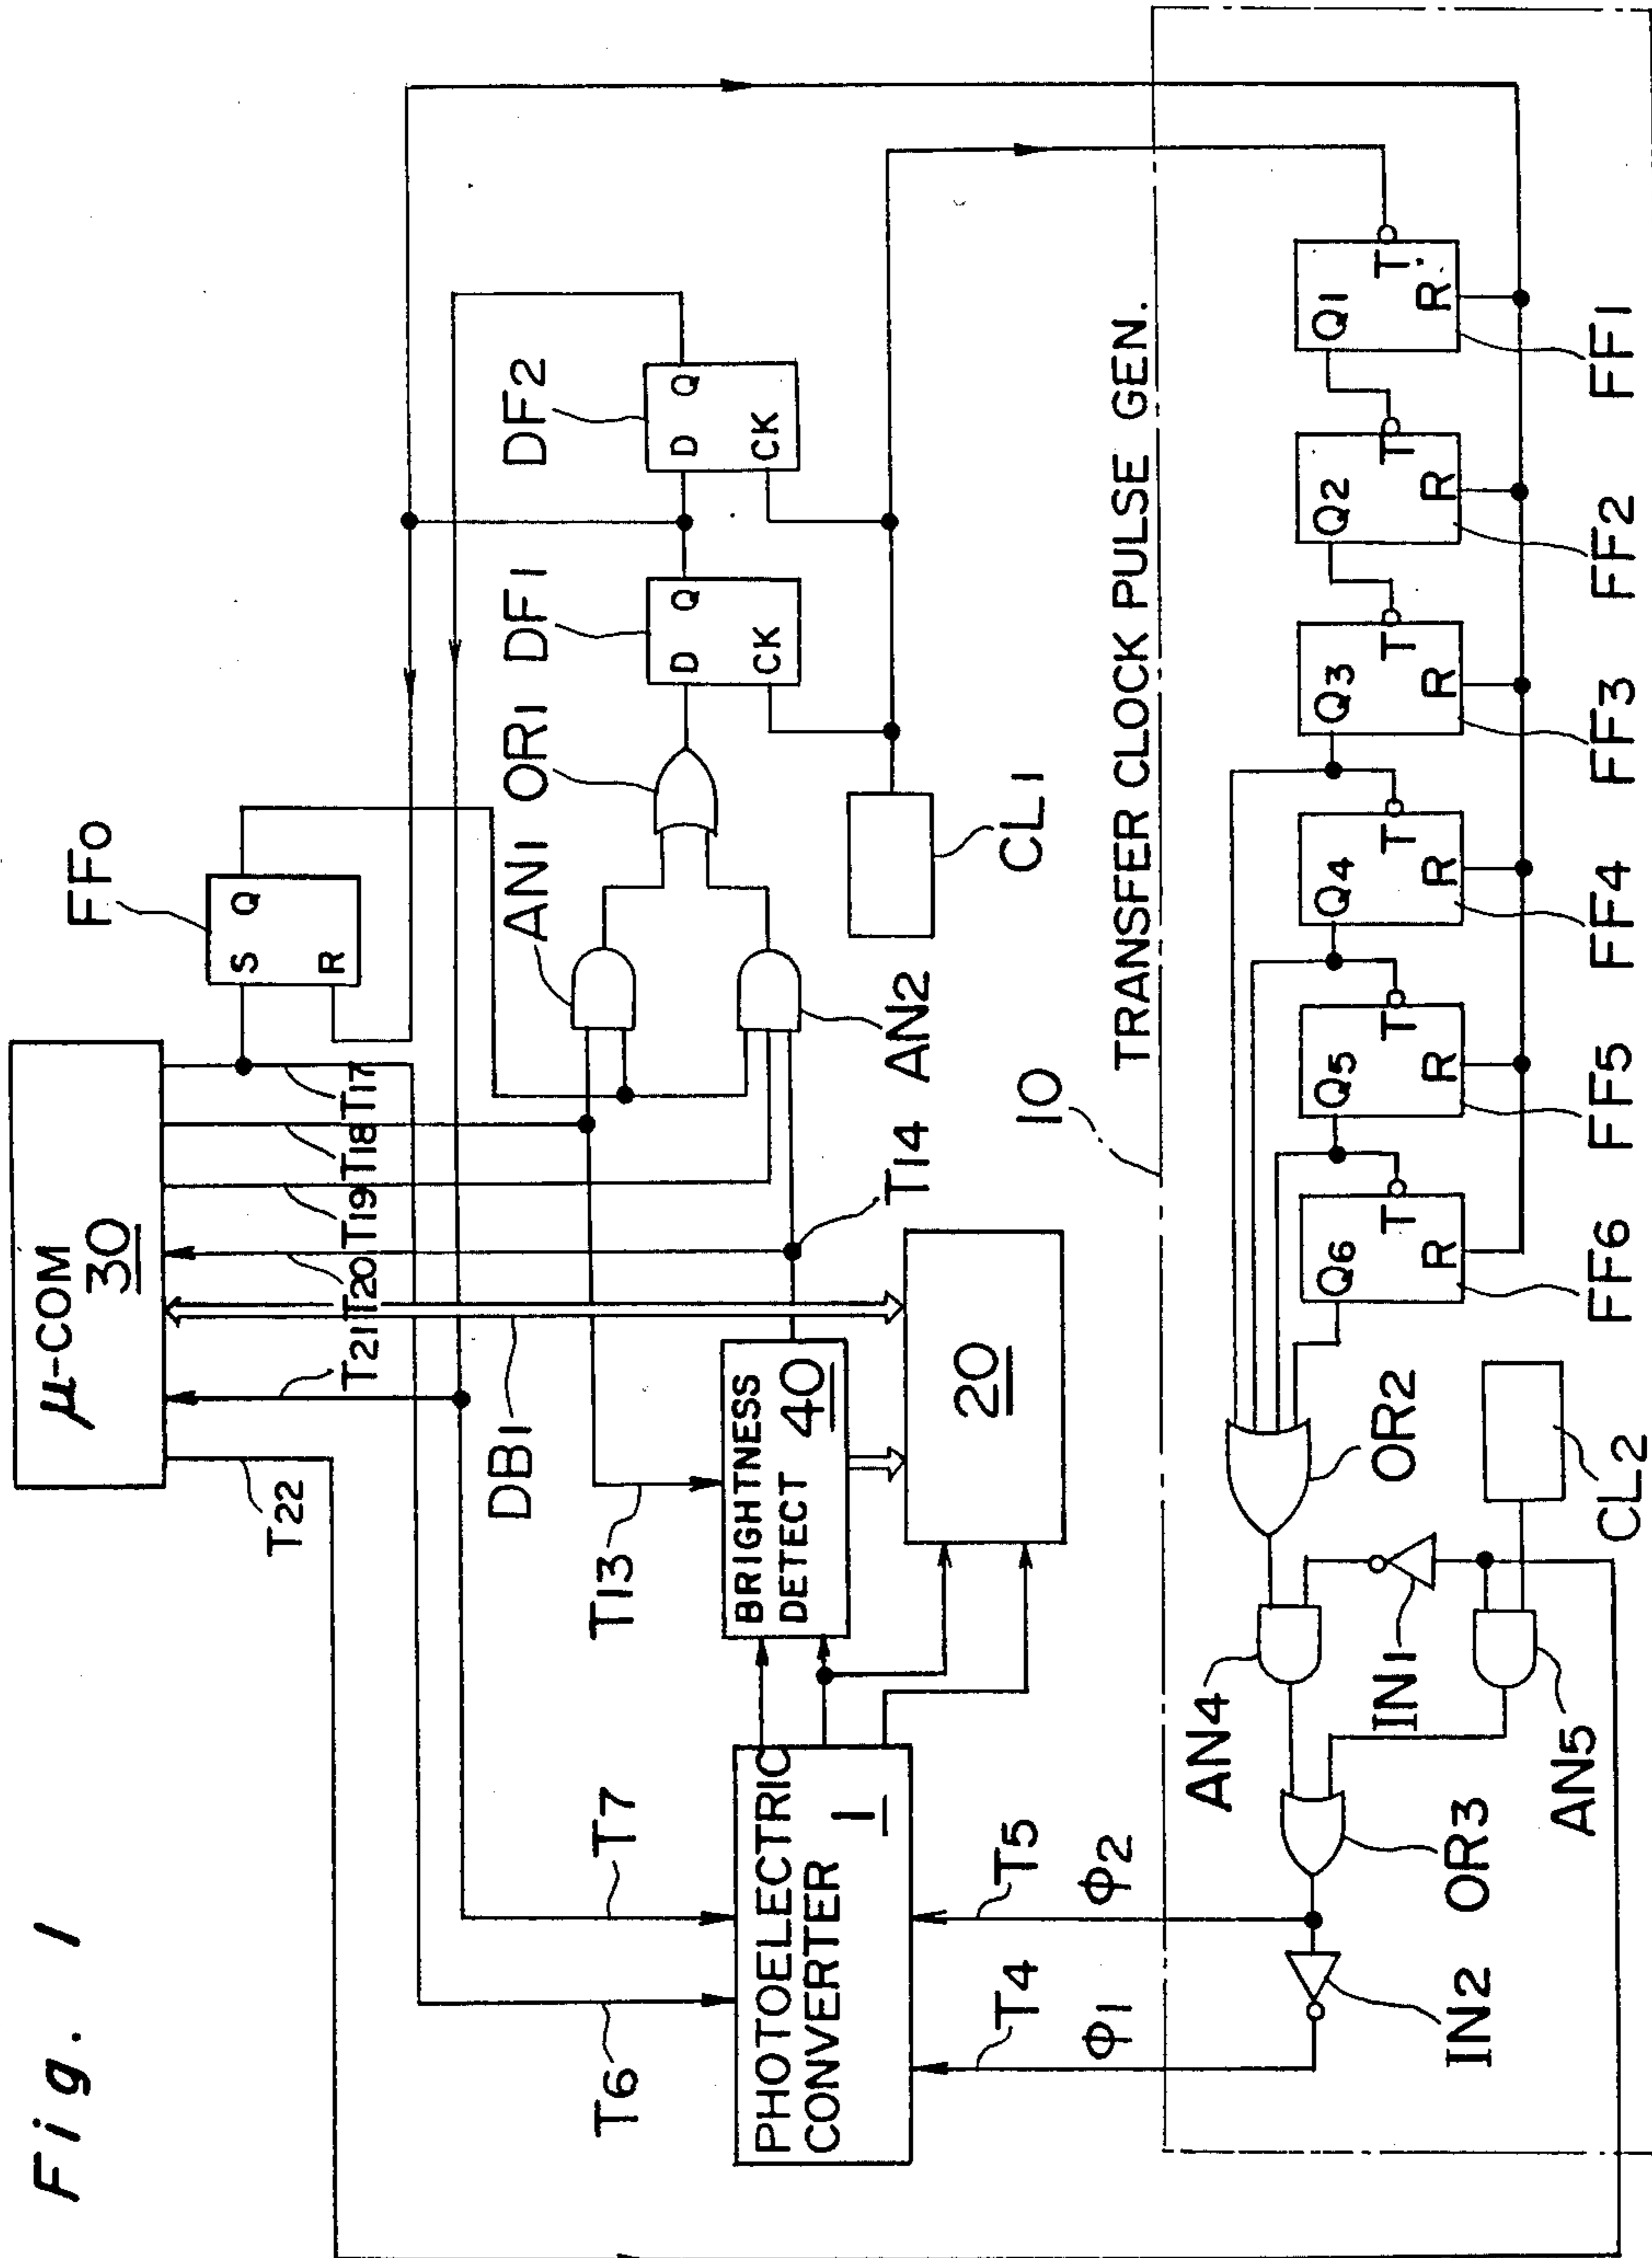 Fig. 1
μ-COM
30
T22
T21
T20
T19
T18
T17
FF0
S
Q
R
DB1
T6
T7
T13
T14
PHOTOELECTRIC
CONVERTER
1
BRIGHTNESS
DETECT
40
20
AN1
AN2
OR1
DF1
D
Q
CK
DF2
D
Q
CK
CL1
T4
T5
φ1
φ2
10
TRANSFER CLOCK PULSE GEN.
IN2
OR3
AN4
IN1
AN5
OR2
CL2
Q6
T
R
FF6
Q5
T
R
FF5
Q4
T
R
FF4
Q3
T
R
FF3
Q2
T
R
FF2
Q1
T
R
FF1